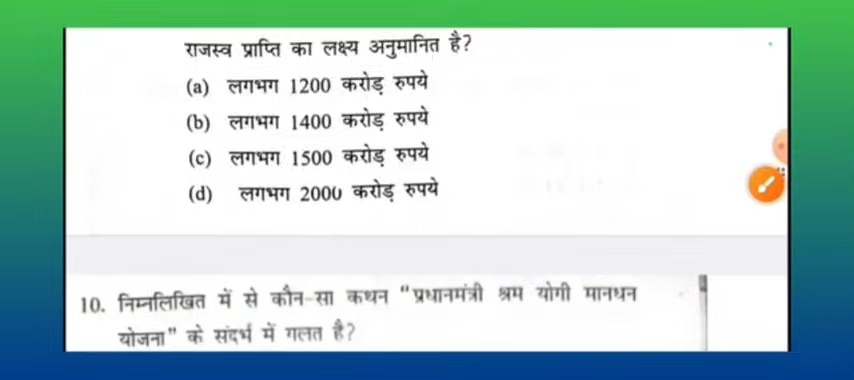 राजस्व प्राप्ति का लक्ष्य अनुमानित है?
(a) लगभग 1200 करोड़ रुपये
(b) लगभग 1400 करोड़ रुपये
(c) लगभग 1500 करोड़ रुपये
(d) लगभग 2000 करोड़ रुपये
10. निम्नलिखित में से कौन-सा कथन "प्रधानमंत्री श्रम योगी मानधन
योजना" के संदर्भ में गलत है?